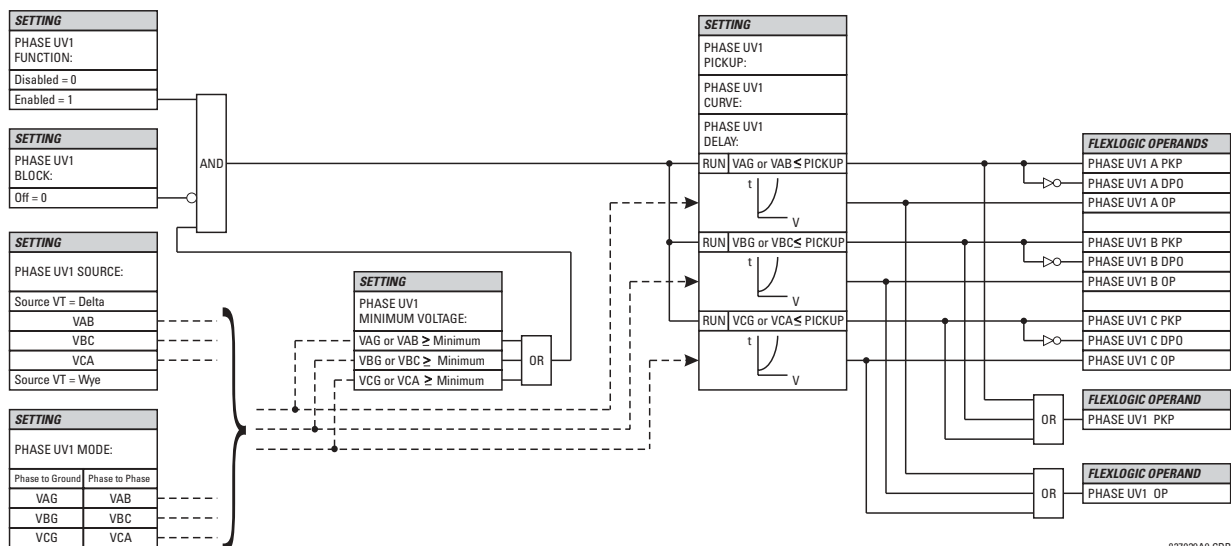 SETTING
PHASE UV1
FUNCTION:
Disabled = 0
Enabled = 1
SETTING
PHASE UV1
BLOCK:
Off = 0
AND
SETTING
PHASE UV1 SOURCE:
Source VT = Delta
VAB
VBC
VCA
Source VT = Wye
SETTING
PHASE UV1 MODE:
Phase to Ground Phase to Phase
VAG VAB
VBG VBC
VCG VCA
SETTING
PHASE UV1
MINIMUM VOLTAGE:
VAG or VAB ≥ Minimum
VBG or VBC ≥ Minimum
VCG or VCA ≥ Minimum
OR
SETTING
PHASE UV1
PICKUP:
PHASE UV1
CURVE:
PHASE UV1
DELAY:
RUN VAG or VAB ≤ PICKUP
t
V
RUN VBG or VBC ≤ PICKUP
t
V
RUN VCG or VCA ≤ PICKUP
t
V
FLEXLOGIC OPERANDS
PHASE UV1 A PKP
PHASE UV1 A DPO
PHASE UV1 A OP
PHASE UV1 B PKP
PHASE UV1 B DPO
PHASE UV1 B OP
PHASE UV1 C PKP
PHASE UV1 C DPO
PHASE UV1 C OP
FLEXLOGIC OPERAND
OR
PHASE UV1 PKP
FLEXLOGIC OPERAND
OR
PHASE UV1 OP